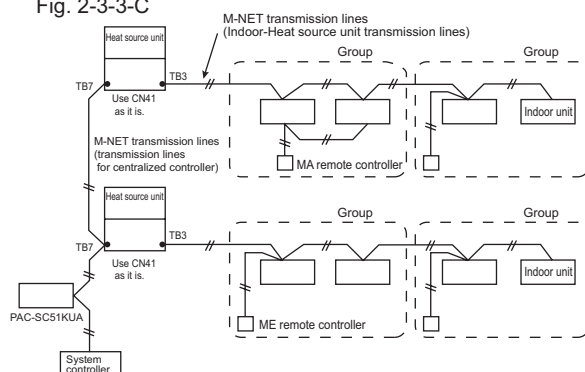 Fig. 2-3-3-C
M-NET transmission lines
(Indoor-Heat source unit transmission lines)
Heat source unit
TB7
TB3
Use CN41
as it is.
Group
Group
Indoor unit
MA remote controller
M-NET transmission lines
(transmission lines
for centralized controller)
Heat source unit
TB7
TB3
Use CN41
as it is.
Group
Group
Indoor unit
ME remote controller
PAC-SC51KUA
System
controller